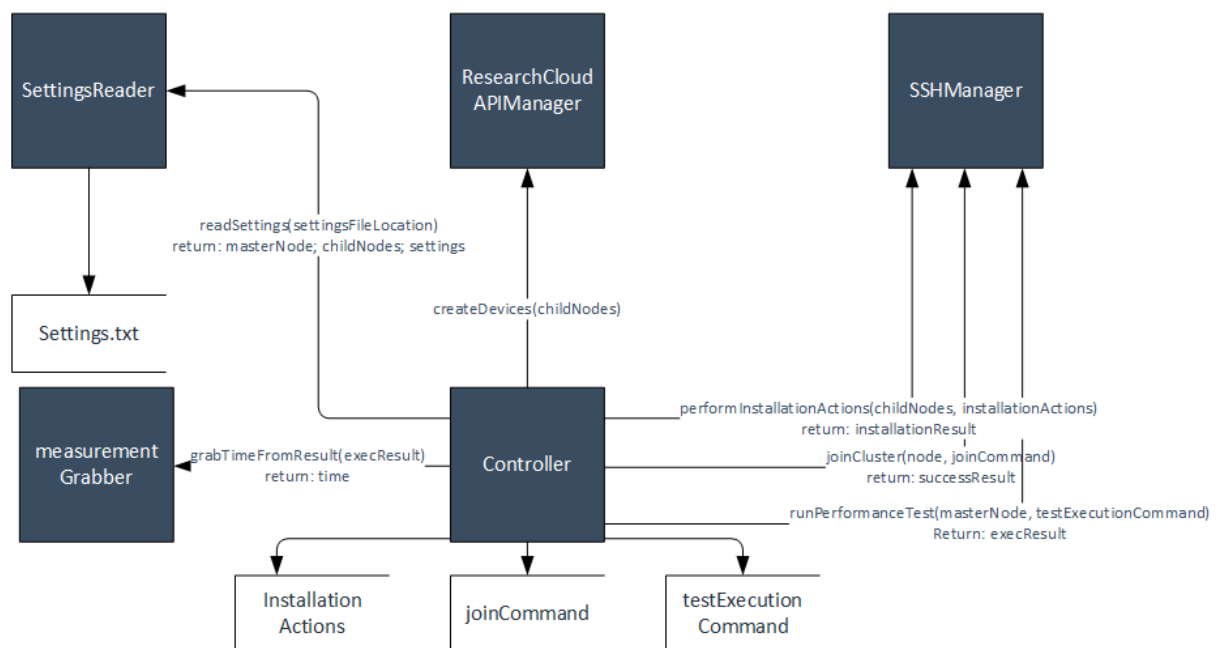 SettingsReader
ResearchCloud
APIManager
SSHManager
readSettings(settingsFileLocation)
return: masterNode; childNodes; settings
createDevices(childNodes)
Settings.txt
performInstallationActions(childNodes, installationActions)
return: installationResult
measurement
Grabber
grabTimeFromResult(execResult)
return: time
Controller
joinCluster(node, joinCommand)
return: successResult
runPerformanceTest(masterNode, testExecutionCommand)
Return: execResult
Installation
Actions
joinCommand
testExecution
Command